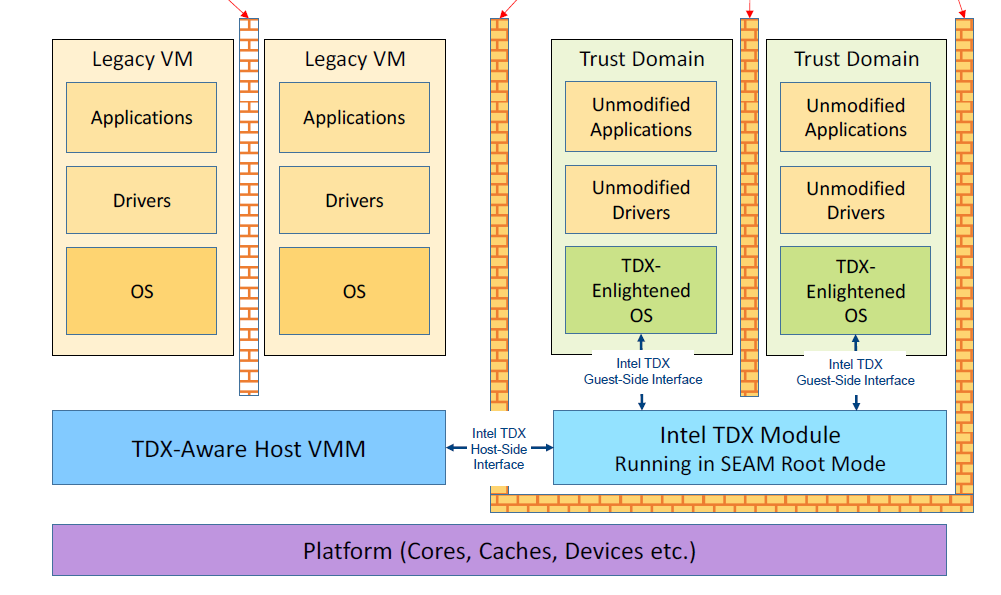 Legacy VM
Applications
Drivers
OS
Legacy VM
Applications
Drivers
OS
Trust Domain
Unmodified
Applications
Unmodified
Drivers
TDX-
Enlightened
OS
Trust Domain
Unmodified
Applications
Unmodified
Drivers
TDX-
Enlightened
OS
Intel TDX
Guest-Side Interface
Intel TDX
Guest-Side Interface
TDX-Aware Host VMM
Intel TDX
Host-Side
Interface
Intel TDX Module
Running in SEAM Root Mode
Platform (Cores, Caches, Devices etc.)